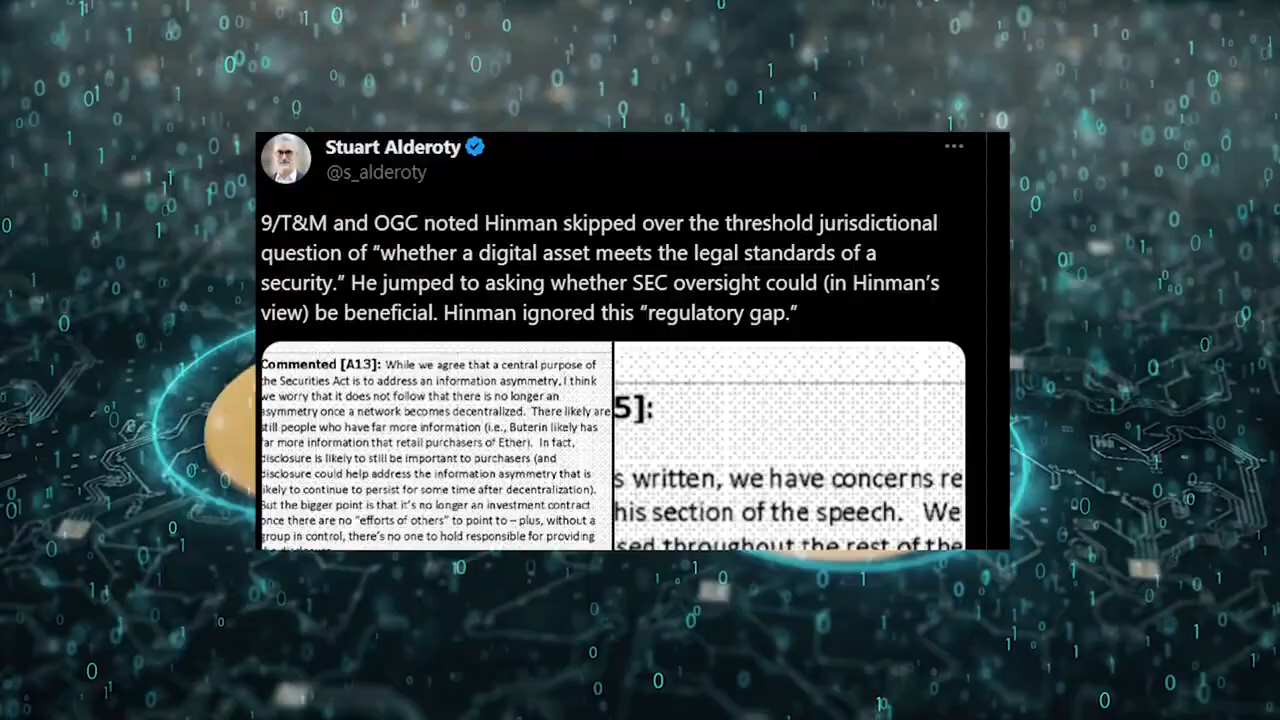 Stuart Alderoty
@s_alderoty
9/T&M and OGC noted Hinman skipped over the threshold jurisdictional
question of "whether a digital asset meets the legal standards of a
security." He jumped to asking whether SEC oversight could (in Hinman's
view) be beneficial. Hinman ignored this "regulatory gap."
Commented [A13]: While we agree that a central purpose of
the Securities Act is to address an information asymmetry, I think
we worry that it does not follow that there is no longer an
asymmetry once a network becomes decentralized. There likely are
still people who have far more information (i.e., Buterin likely has
far more information that retail purchasers of Ether). In fact,
disclosure is likely to still be important to purchasers (and
disclosure could help address the information asymmetry that is
likely to continue to persist for some time after decentralization).
But the bigger point is that it's no longer an investment contract
once there are no "efforts of others" to point to – plus, without a
group in control, there's no one to hold responsible for providing
5]:
s written, we have concerns re
his section of the speech. We
sed throughout the rest of the